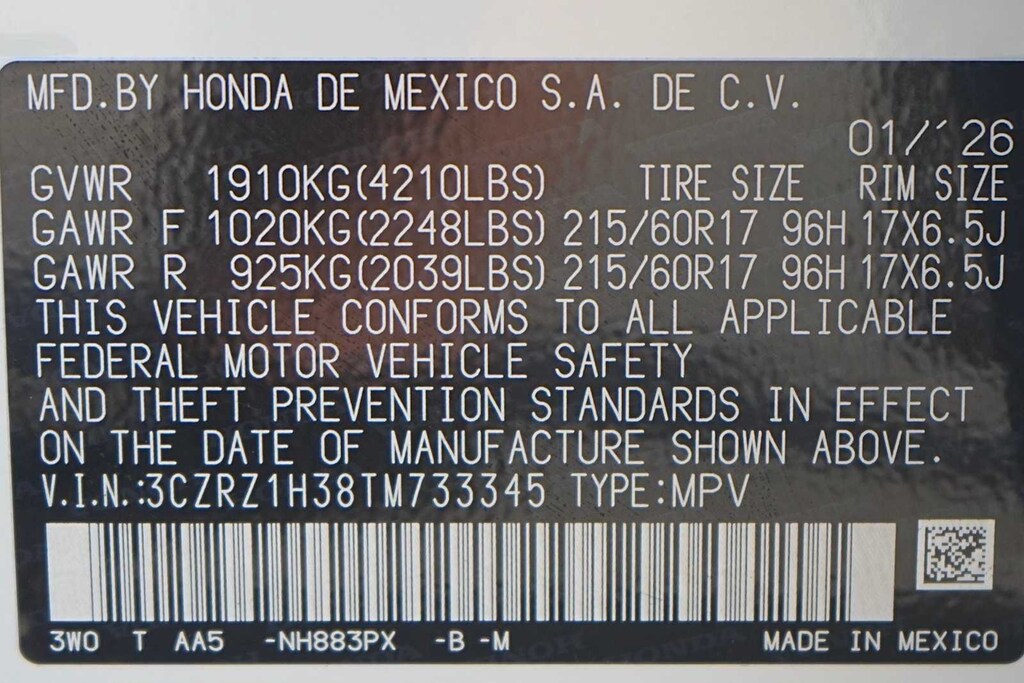 MFD.BY HONDA DE MEXICO S.A. DE C.V.
01/'26
GVWR 1910KG(4210LBS) TIRE SIZE RIM SIZE
GAWR F 1020KG(2248LBS) 215/60R17 96H 17X6.5J
GAWR R 925KG(2039LBS) 215/60R17 96H 17X6.5J
THIS VEHICLE CONFORMS TO ALL APPLICABLE
FEDERAL MOTOR VEHICLE SAFETY
AND THEFT PREVENTION STANDARDS IN EFFECT
ON THE DATE OF MANUFACTURE SHOWN ABOVE.
V.I.N.:3CZRZ1H38TM733345 TYPE:MPV
3W0 T AA5 -NH883PX -B -M MADE IN MEXICO